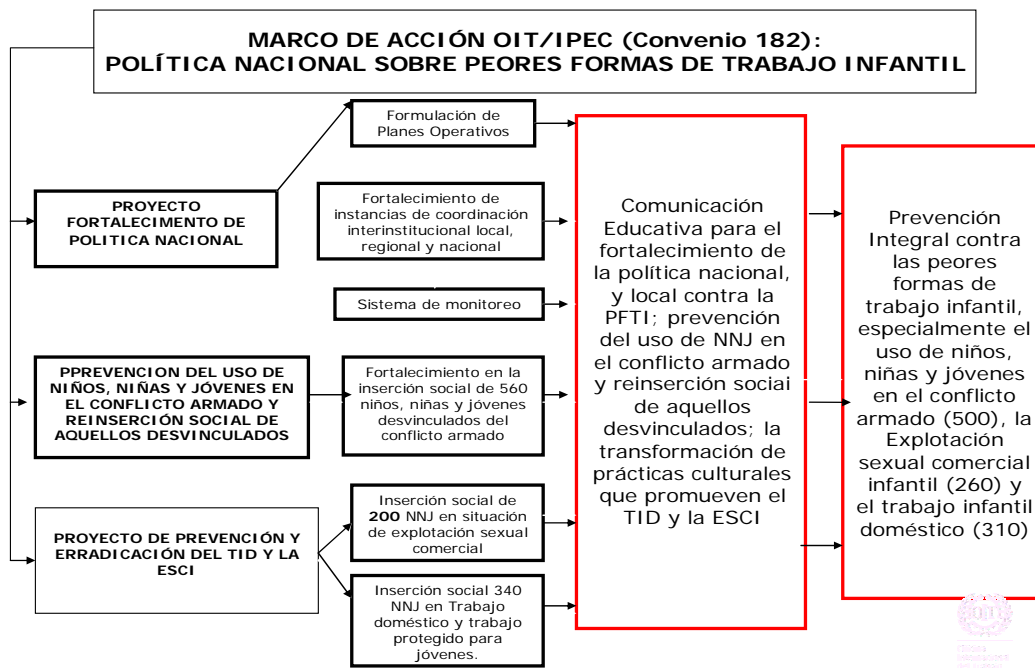 MARCO DE ACCIÓN OIT/IPEC (Convenio 182):
POLÍTICA NACIONAL SOBRE PEORES FORMAS DE TRABAJO INFANTIL
Formulación de
Planes Operativos
PROYECTO
FORTALECIMENTO DE
POLITICA NACIONAL
Fortalecimiento de
instancias de coordinación
interinstitucional local,
regional y nacional
Sistema de monitoreo
PPREVENCION DEL USO DE
NIÑOS, NIÑAS Y JÓVENES EN
EL CONFLICTO ARMADO Y
REINSERCIÓN SOCIAL DE
AQUELLOS DESVINCULADOS
Fortalecimiento en la
inserción social de 560
niños, niñas y jóvenes
desvinculados del
conflicto armado
PROYECTO DE PREVENCIÓN Y
ERRADICACIÓN DEL TID Y LA
ESCI
Inserción social de
200 NNJ en situación
de explotación sexual
comercial
Inserción social 340
NNJ en Trabajo
doméstico y trabajo
protegido para
jóvenes.
Comunicación
Educativa para el
fortalecimiento de
la política nacional,
y local contra la
PFTI; prevención
del uso de NNJ en
el conflicto armado
y reinserción social
de aquellos
desvinculados; la
transformación de
prácticas culturales
que promueven el
TID y la ESCI
Prevención
Integral contra
las peores
formas de
trabajo infantil,
especialmente el
uso de niños,
niñas y jóvenes
en el conflicto
armado (500), la
Explotación
sexual comercial
infantil (260) y
el trabajo infantil
doméstico (310)
OIT